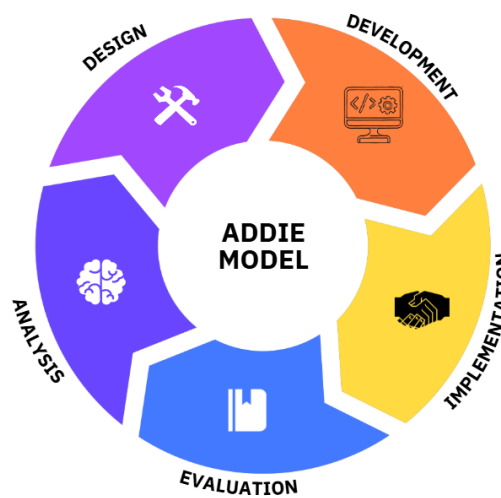 DESIGN
DEVELOPMENT
</>
ADDIE
MODEL
ANALYSIS
IMPLEMENTATION
EVALUATION